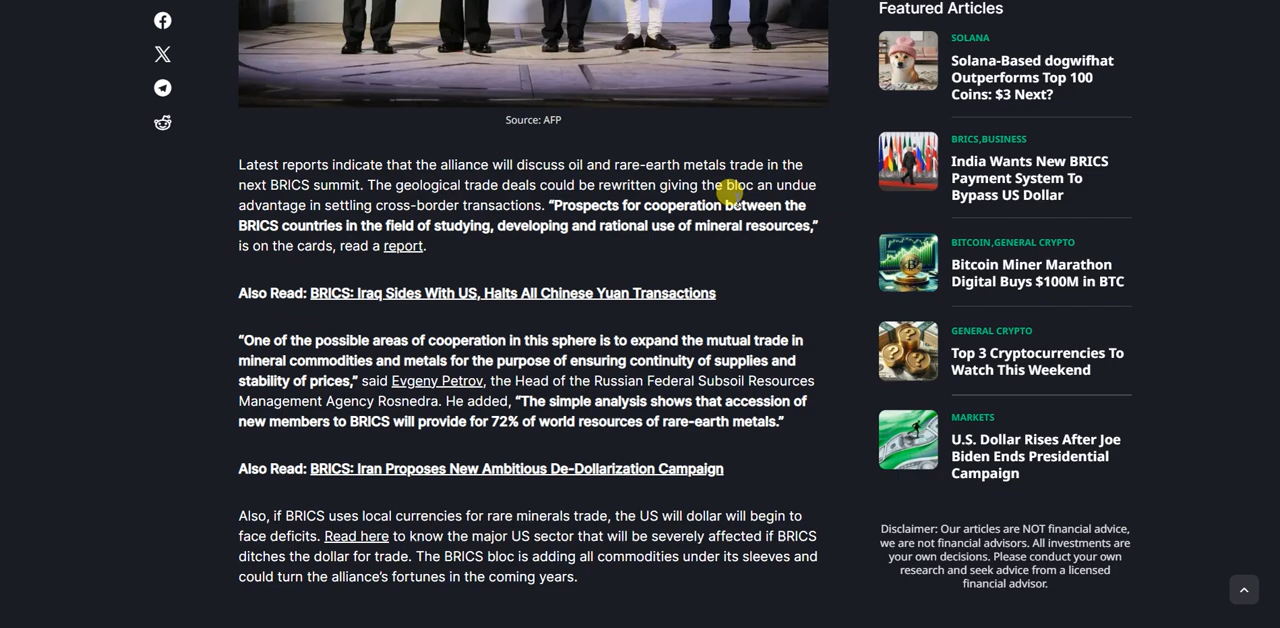 Source: AFP
Latest reports indicate that the alliance will discuss oil and rare-earth metals trade in the
next BRICS summit. The geological trade deals could be rewritten giving the bloc an undue
advantage in settling cross-border transactions. “Prospects for cooperation between the
BRICS countries in the field of studying, developing and rational use of mineral resources,”
is on the cards, read a report.
Also Read: BRICS: Iraq Sides With US, Halts All Chinese Yuan Transactions
“One of the possible areas of cooperation in this sphere is to expand the mutual trade in
mineral commodities and metals for the purpose of ensuring continuity of supplies and
stability of prices,” said Evgeny Petrov, the Head of the Russian Federal Subsoil Resources
Management Agency Rosnedra. He added, “The simple analysis shows that accession of
new members to BRICS will provide for 72% of world resources of rare-earth metals.”
Also Read: BRICS: Iran Proposes New Ambitious De-Dollarization Campaign
Also, if BRICS uses local currencies for rare minerals trade, the US will dollar will begin to
face deficits. Read here to know the major US sector that will be severely affected if BRICS
ditches the dollar for trade. The BRICS bloc is adding all commodities under its sleeves and
could turn the alliance’s fortunes in the coming years.
Featured Articles
SOLANA
Solana-Based dogwifhat
Outperforms Top 100
Coins: $3 Next?
BRICS,BUSINESS
India Wants New BRICS
Payment System To
Bypass US Dollar
BITCOIN,GENERAL CRYPTO
Bitcoin Miner Marathon
Digital Buys $100M in BTC
GENERAL CRYPTO
Top 3 Cryptocurrencies To
Watch This Weekend
MARKETS
U.S. Dollar Rises After Joe
Biden Ends Presidential
Campaign
Disclaimer: Our articles are NOT financial advice,
we are not financial advisors. All investments are
your own decisions. Please conduct your own
research and seek advice from a licensed
financial advisor.